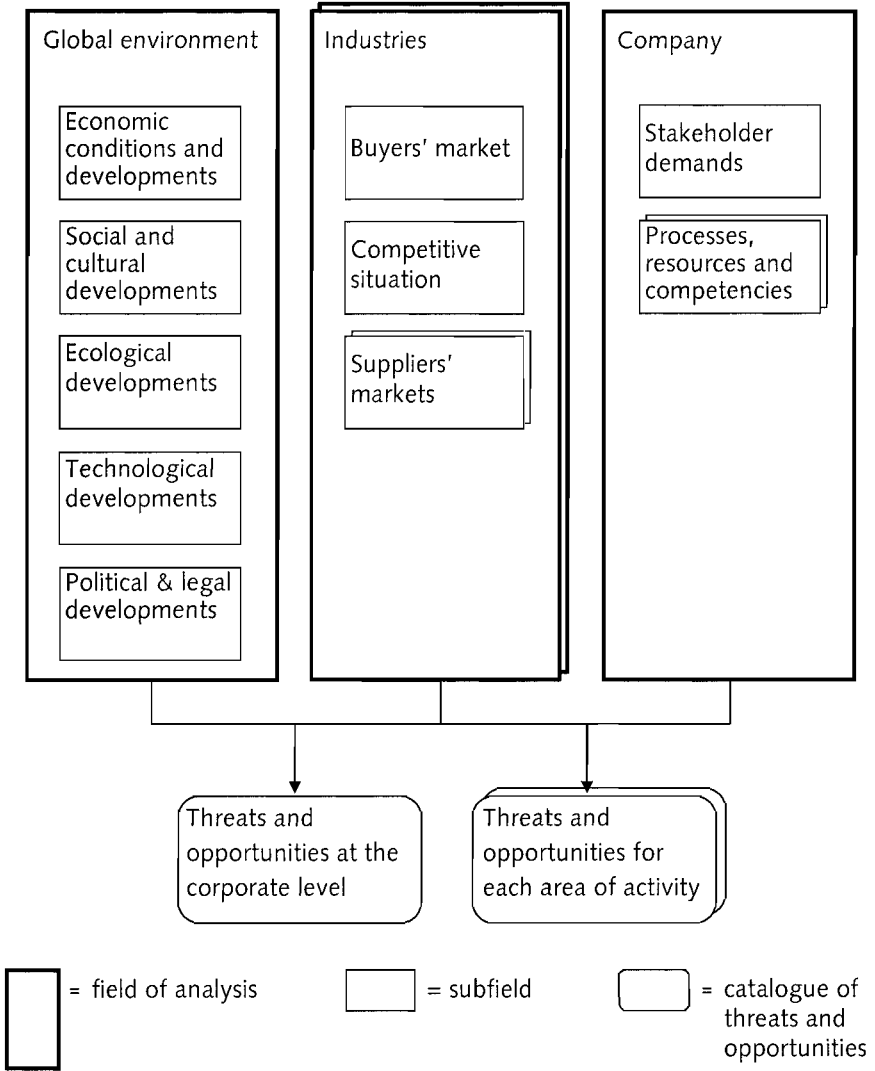 Global environment
Economic
conditions and
developments
Social and
cultural
developments
Ecological
developments
Technological
developments
Political & legal
developments
Industries
Buyers' market
Competitive
situation
Suppliers'
markets
Company
Stakeholder
demands
Processes,
resources and
competencies
Threats and
opportunities at the
corporate level
Threats and
opportunities for
each area of activity
= field of analysis
= subfield
= catalogue of
threats and
opportunities